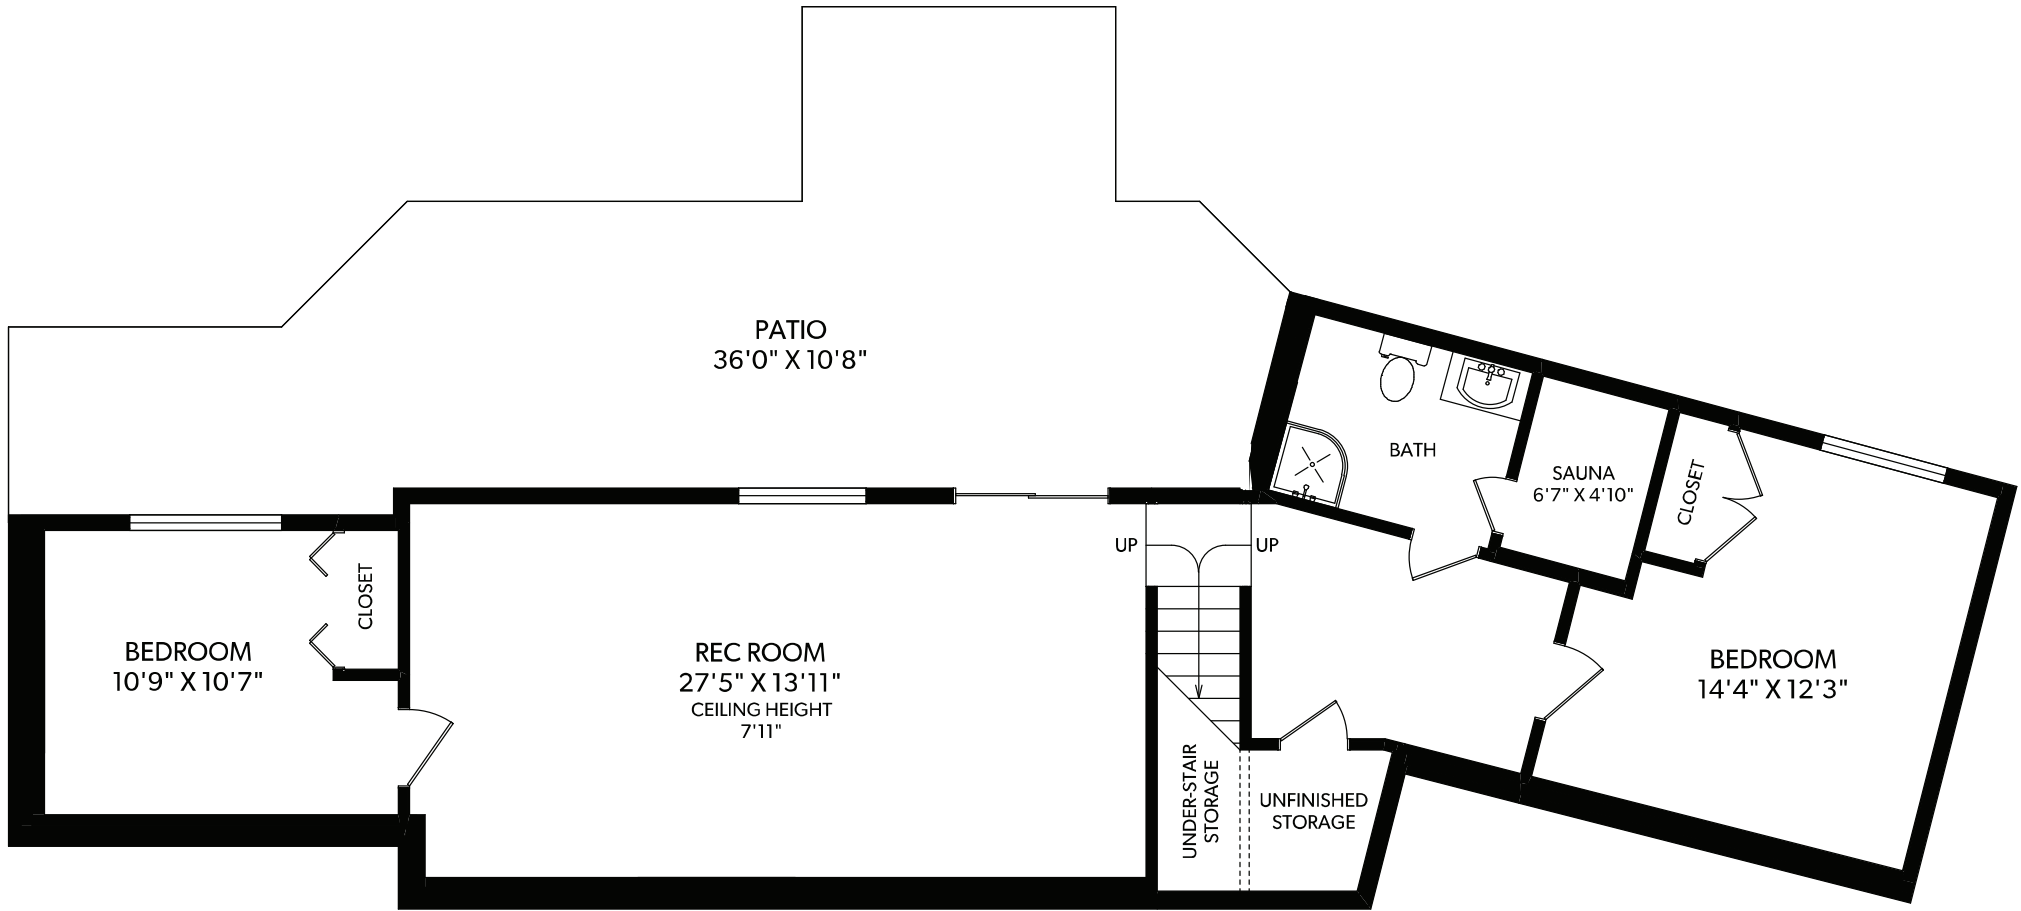 PATIO
36'0" X 10'8"
BATH
SAUNA
6'7" X 4'10"
CLOSET
UP
UP
CLOSET
BEDROOM
10'9" X 10'7"
REC ROOM
27'5" X 13'11"
CEILING HEIGHT
7'11"
BEDROOM
14'4" X 12'3"
UNDER-STAIR
STORAGE
UNFINISHED
STORAGE